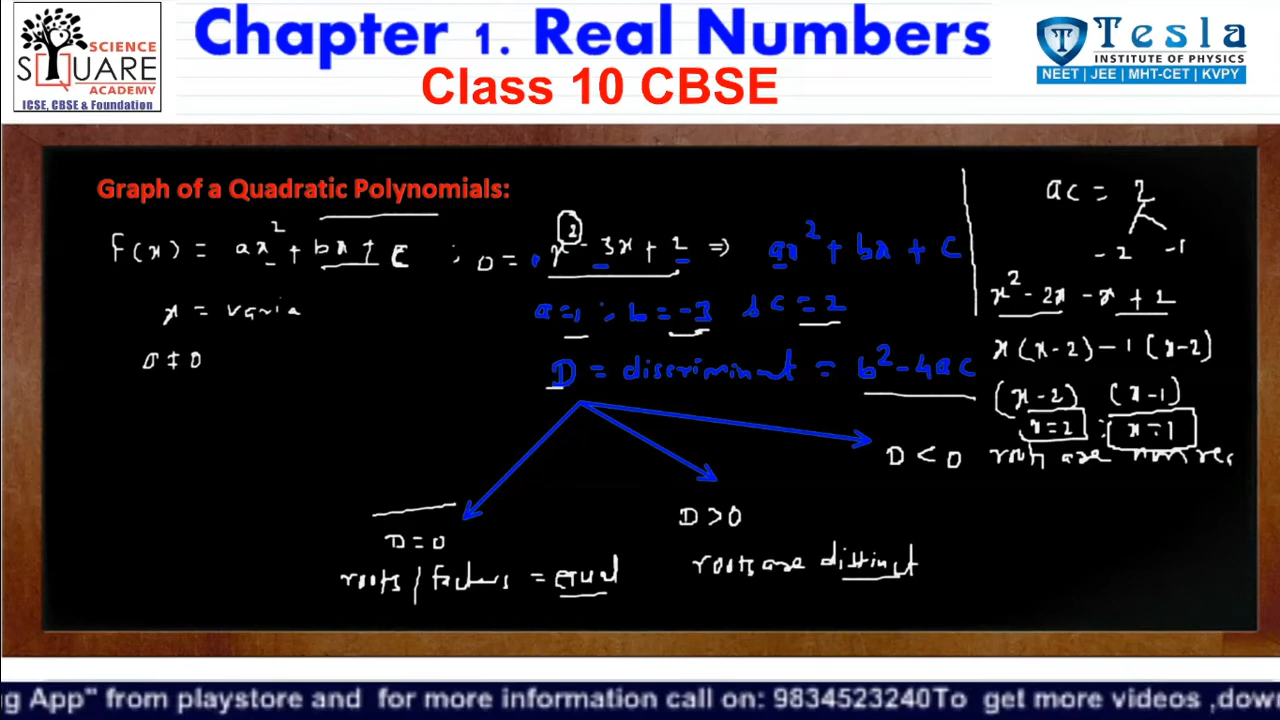 SCIENCE
SQUARE
ACADEMY
ICSE, CBSE & Foundation
Chapter 1. Real Numbers
Class 10 CBSE
Tesla
INSTITUTE OF PHYSICS
NEET | JEE | MHT-CET | KVPY
Graph of a Quadratic Polynomials:
F(x) = ax² + bx + c ; 0 = x² - 3x + 2 ⇒ ax² + bx + c
x = varia
a = 1 ; b = -3 & c = 2
D = discriminant = b² - 4ac
D = 0
roots / factors = equal
D > 0
roots are distinct
D < 0 roots are non rea
ac = 2
-2 -1
x² - 2x - x + 2
x(x-2) - 1(x-2)
(x-2) (x-1)
x=2 ; x=1
g App" from playstore and for more information call on: 9834523240To get more videos ,dow